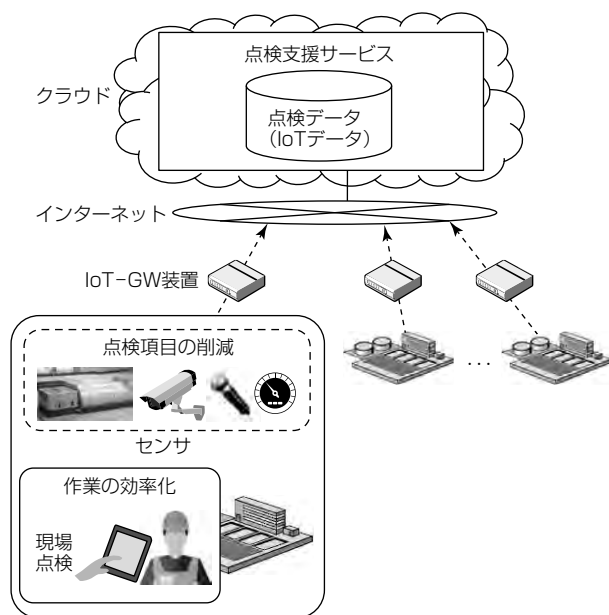 点検支援サービス
クラウド
点検データ
（IoTデータ）
インターネット
IoT−GW装置
点検項目の削減
…
センサ
作業の効率化
現場
点検